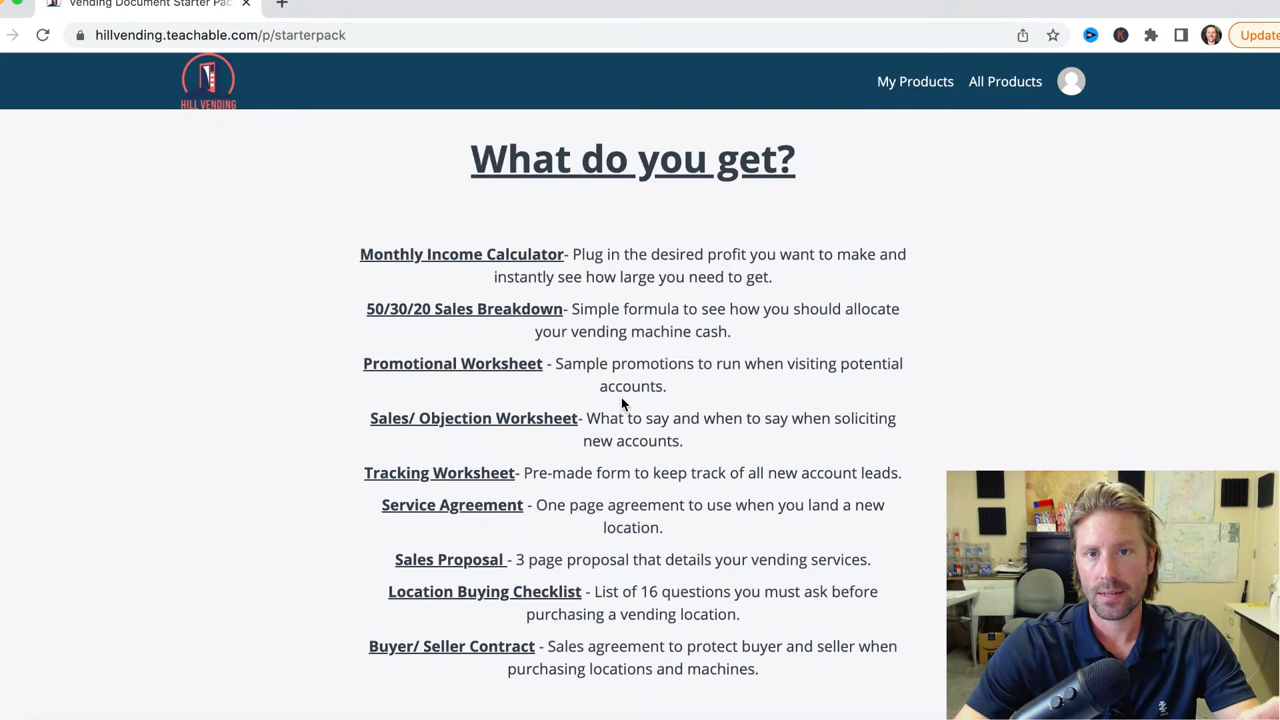 Vending Document Starter Pac
hillvending.teachable.com/p/starterpack
Update
HILL VENDING
My Products
All Products
What do you get?
Monthly Income Calculator- Plug in the desired profit you want to make and
instantly see how large you need to get.
50/30/20 Sales Breakdown- Simple formula to see how you should allocate
your vending machine cash.
Promotional Worksheet - Sample promotions to run when visiting potential
accounts.
Sales/ Objection Worksheet- What to say and when to say when soliciting
new accounts.
Tracking Worksheet- Pre-made form to keep track of all new account leads.
Service Agreement - One page agreement to use when you land a new
location.
Sales Proposal - 3 page proposal that details your vending services.
Location Buying Checklist - List of 16 questions you must ask before
purchasing a vending location.
Buyer/ Seller Contract - Sales agreement to protect buyer and seller when
purchasing locations and machines.